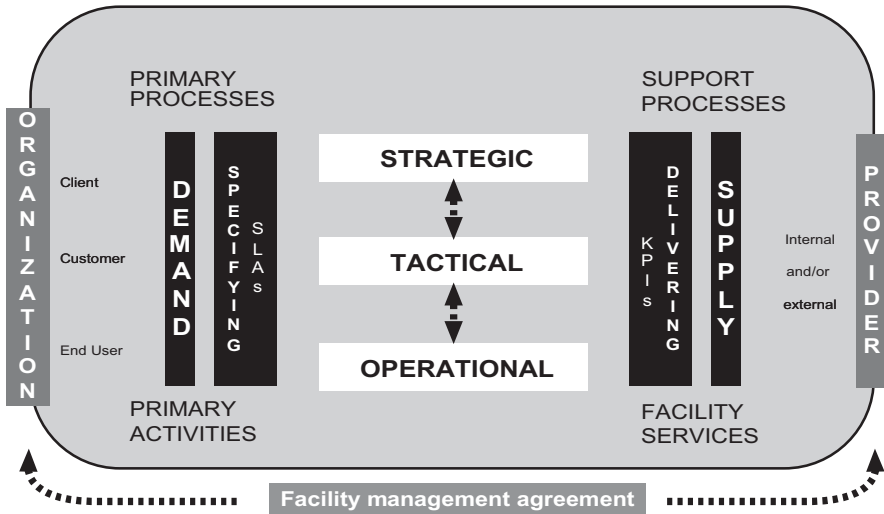 PRIMARY
PROCESSES
SUPPORT
PROCESSES
ORGANIZATION
Client
Customer
End User
DEMAND
SPECIFYING
SLAs
STRATEGIC
TACTICAL
OPERATIONAL
KPIs
DELIVERING
SUPPLY
Internal
and/or
external
PROVIDER
PRIMARY
ACTIVITIES
FACILITY
SERVICES
Facility management agreement